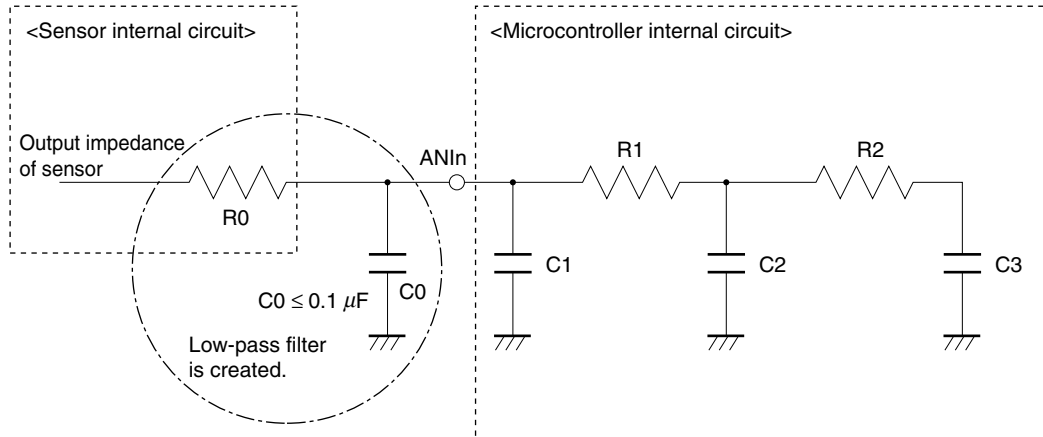 <Sensor internal circuit>
<Microcontroller internal circuit>
Output impedance
of sensor
ANIn
R1
R2
R0
C0
C1
C2
C3
C0 ≤ 0.1 µF
Low-pass filter
is created.